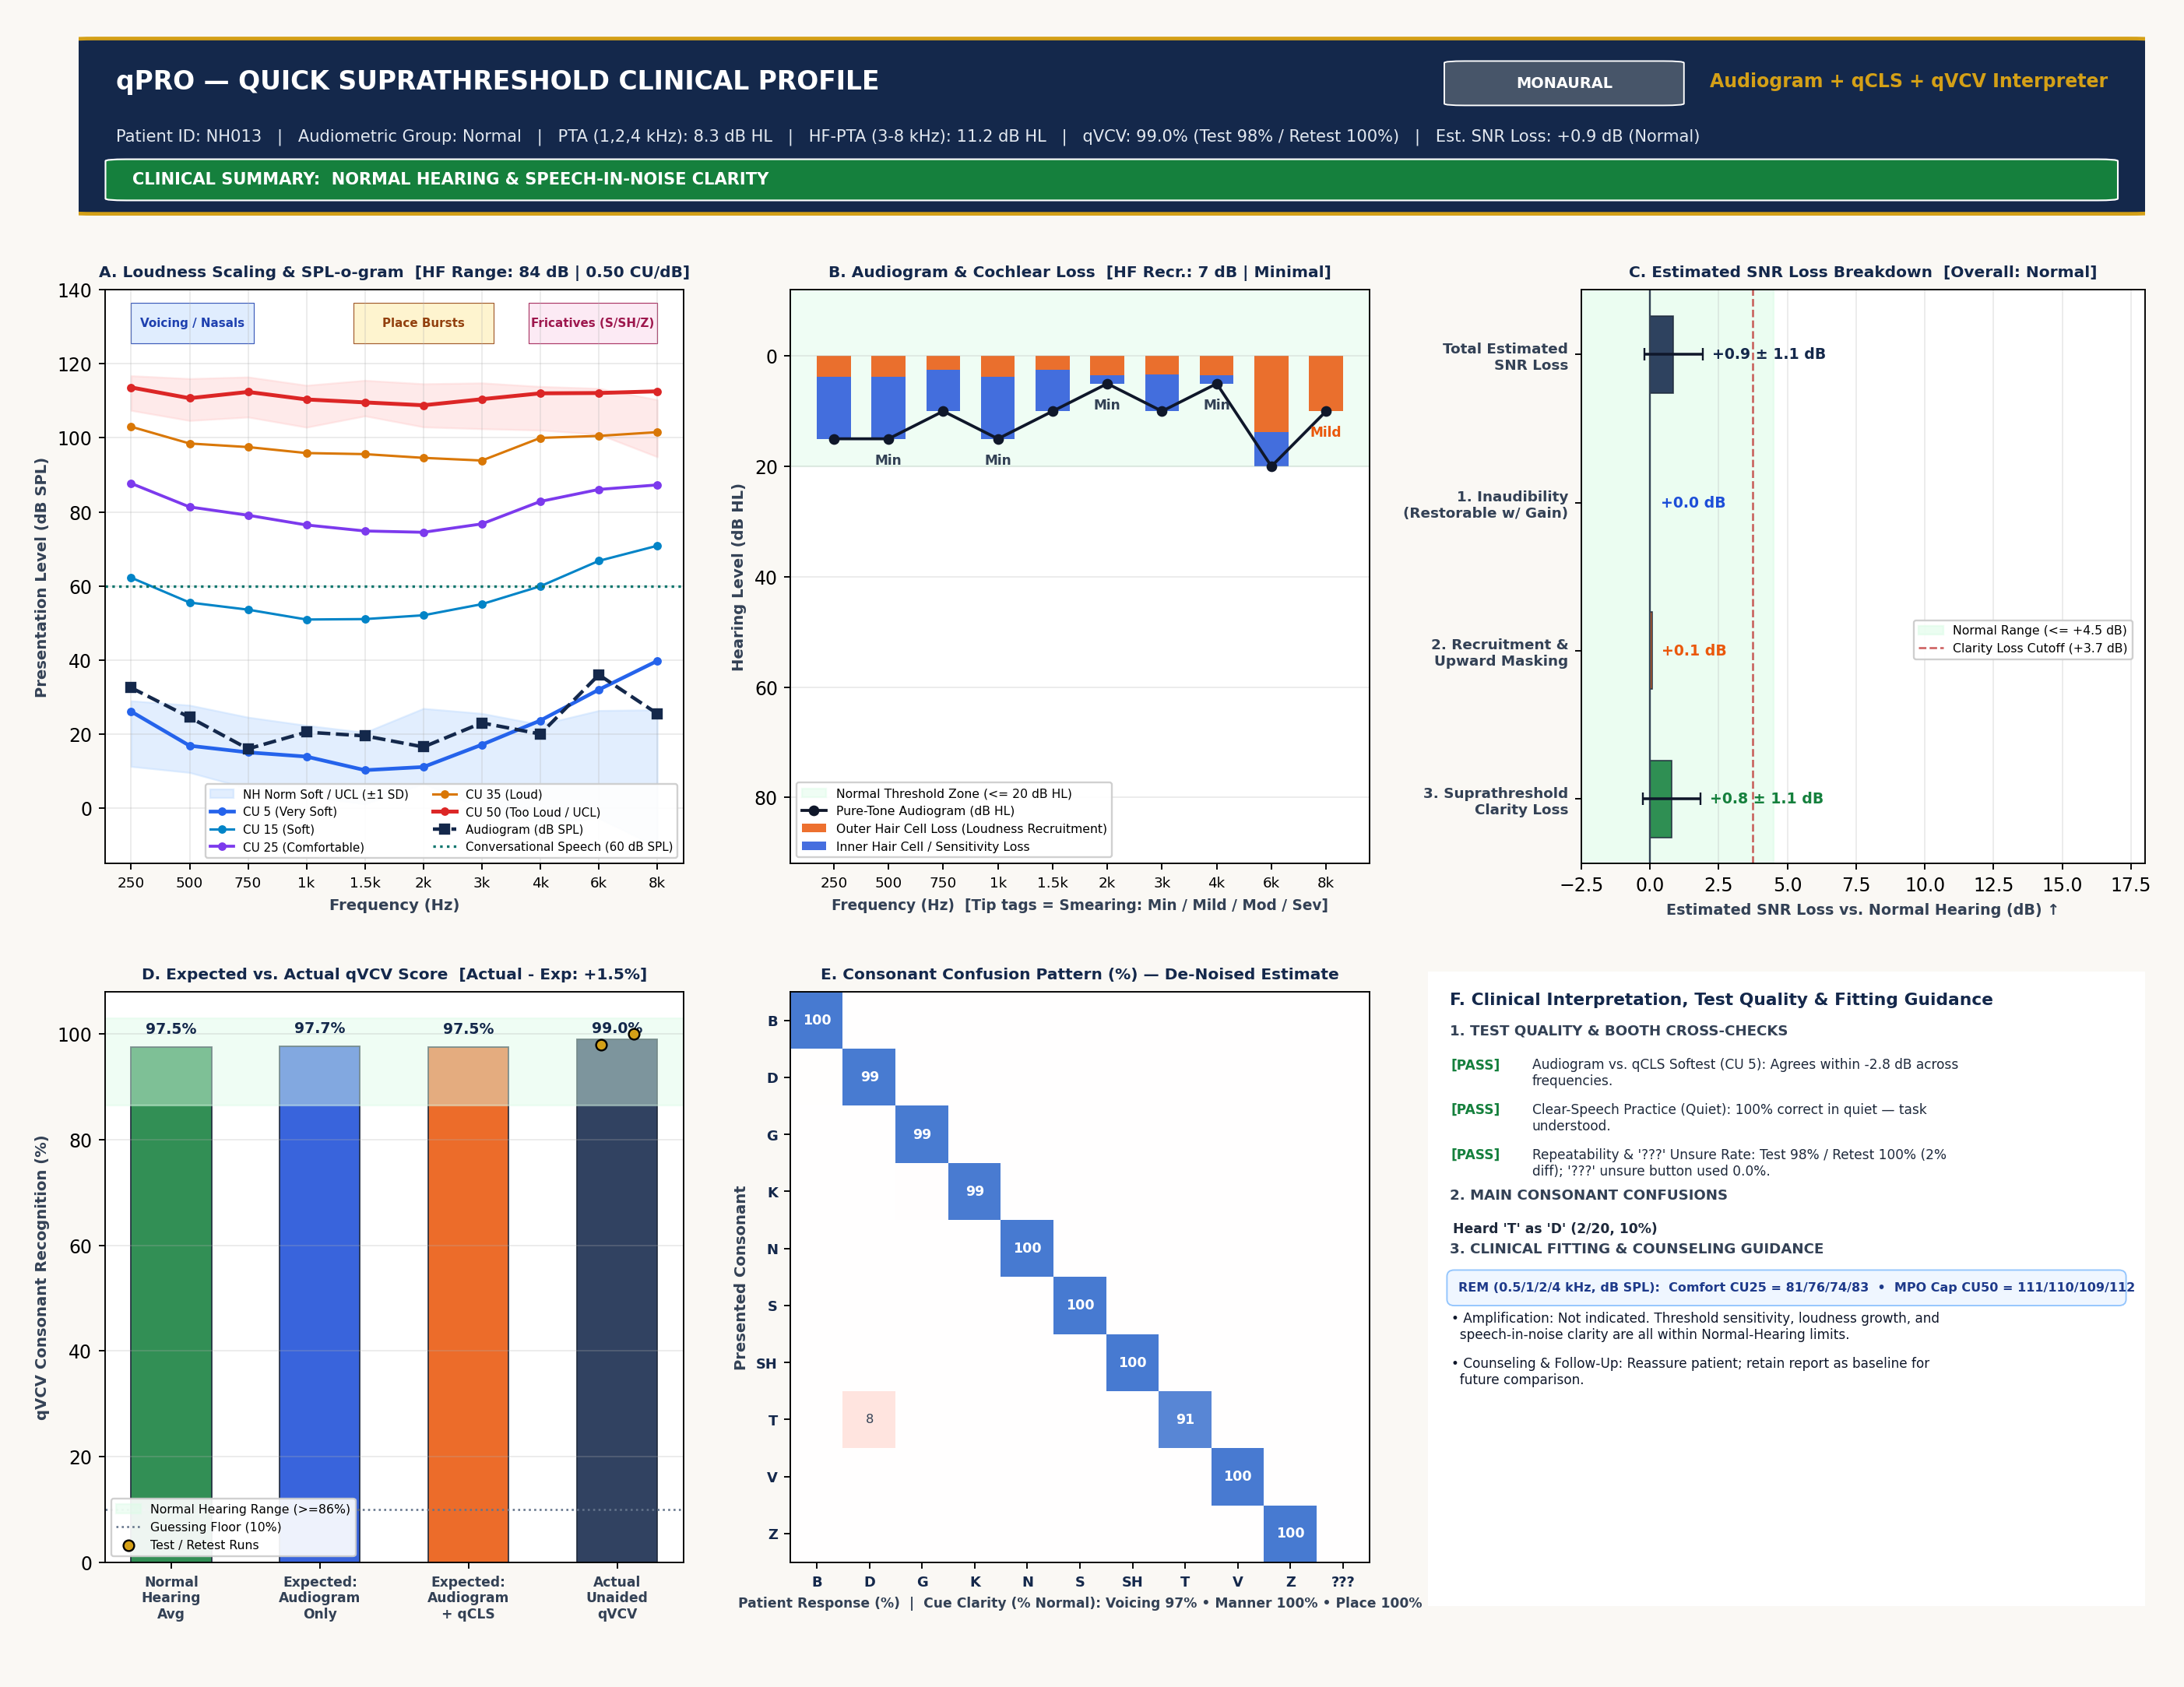 qPRO — QUICK SUPRATHRESHOLD CLINICAL PROFILE
MONAURAL
Audiogram + qCLS + qVCV Interpreter
Patient ID: NH013 | Audiometric Group: Normal | PTA (1,2,4 kHz): 8.3 dB HL | HF-PTA (3-8 kHz): 11.2 dB HL | qVCV: 99.0% (Test 98% / Retest 100%) | Est. SNR Loss: +0.9 dB (Normal)
CLINICAL SUMMARY: NORMAL HEARING & SPEECH-IN-NOISE CLARITY
A. Loudness Scaling & SPL-o-gram [HF Range: 84 dB | 0.50 CU/dB]
Presentation Level (dB SPL)
140
120
100
80
60
40
20
0
Voicing / Nasals
Place Bursts
Fricatives (S/SH/Z)
NH Norm Soft / UCL (±1 SD)
CU 5 (Very Soft)
CU 15 (Soft)
CU 25 (Comfortable)
CU 35 (Loud)
CU 50 (Too Loud / UCL)
Audiogram (dB SPL)
Conversational Speech (60 dB SPL)
250 500 750 1k 1.5k 2k 3k 4k 6k 8k
Frequency (Hz)
B. Audiogram & Cochlear Loss [HF Recr.: 7 dB | Minimal]
Hearing Level (dB HL)
0
20
40
60
80
Min
Min
Min
Min
Mild
Normal Threshold Zone (<= 20 dB HL)
Pure-Tone Audiogram (dB HL)
Outer Hair Cell Loss (Loudness Recruitment)
Inner Hair Cell / Sensitivity Loss
250 500 750 1k 1.5k 2k 3k 4k 6k 8k
Frequency (Hz) [Tip tags = Smearing: Min / Mild / Mod / Sev]
C. Estimated SNR Loss Breakdown [Overall: Normal]
Total Estimated
SNR Loss
+0.9 ± 1.1 dB
1. Inaudibility
(Restorable w/ Gain)
+0.0 dB
2. Recruitment &
Upward Masking
+0.1 dB
3. Suprathreshold
Clarity Loss
+0.8 ± 1.1 dB
Normal Range (<= +4.5 dB)
Clarity Loss Cutoff (+3.7 dB)
−2.5 0.0 2.5 5.0 7.5 10.0 12.5 15.0 17.5
Estimated SNR Loss vs. Normal Hearing (dB) ↑
D. Expected vs. Actual qVCV Score [Actual - Exp: +1.5%]
qVCV Consonant Recognition (%)
100
80
60
40
20
0
97.5%
97.7%
97.5%
99.0%
Normal Hearing Range (>=86%)
Guessing Floor (10%)
Test / Retest Runs
Normal
Hearing
Avg
Expected:
Audiogram
Only
Expected:
Audiogram
+ qCLS
Actual
Unaided
qVCV
E. Consonant Confusion Pattern (%) — De-Noised Estimate
Presented Consonant
B 100
D 99
G 99
K 99
N 100
S 100
SH 100
T 8 91
V 100
Z 100
B D G K N S SH T V Z ???
Patient Response (%) | Cue Clarity (% Normal): Voicing 97% • Manner 100% • Place 100%
F. Clinical Interpretation, Test Quality & Fitting Guidance
1. TEST QUALITY & BOOTH CROSS-CHECKS
[PASS] Audiogram vs. qCLS Softest (CU 5): Agrees within -2.8 dB across
frequencies.
[PASS] Clear-Speech Practice (Quiet): 100% correct in quiet — task
understood.
[PASS] Repeatability & '???' Unsure Rate: Test 98% / Retest 100% (2%
diff); '???' unsure button used 0.0%.
2. MAIN CONSONANT CONFUSIONS
Heard 'T' as 'D' (2/20, 10%)
3. CLINICAL FITTING & COUNSELING GUIDANCE
REM (0.5/1/2/4 kHz, dB SPL): Comfort CU25 = 81/76/74/83 • MPO Cap CU50 = 111/110/109/112
• Amplification: Not indicated. Threshold sensitivity, loudness growth, and
speech-in-noise clarity are all within Normal-Hearing limits.
• Counseling & Follow-Up: Reassure patient; retain report as baseline for
future comparison.